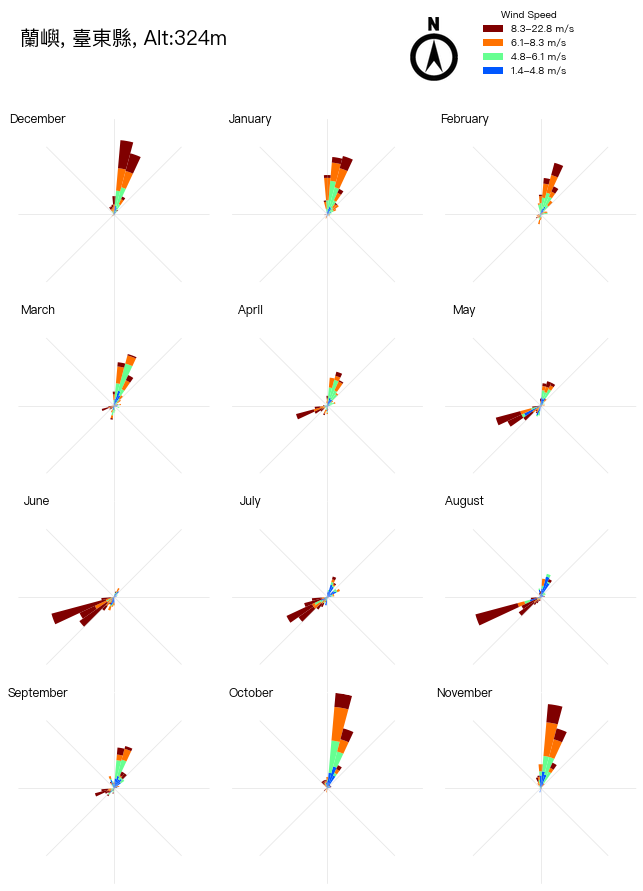 蘭嶼, 臺東縣, Alt:324m
N
Wind Speed
8.3–22.8 m/s
6.1–8.3 m/s
4.8–6.1 m/s
1.4–4.8 m/s
December
January
February
March
April
May
June
July
August
September
October
November